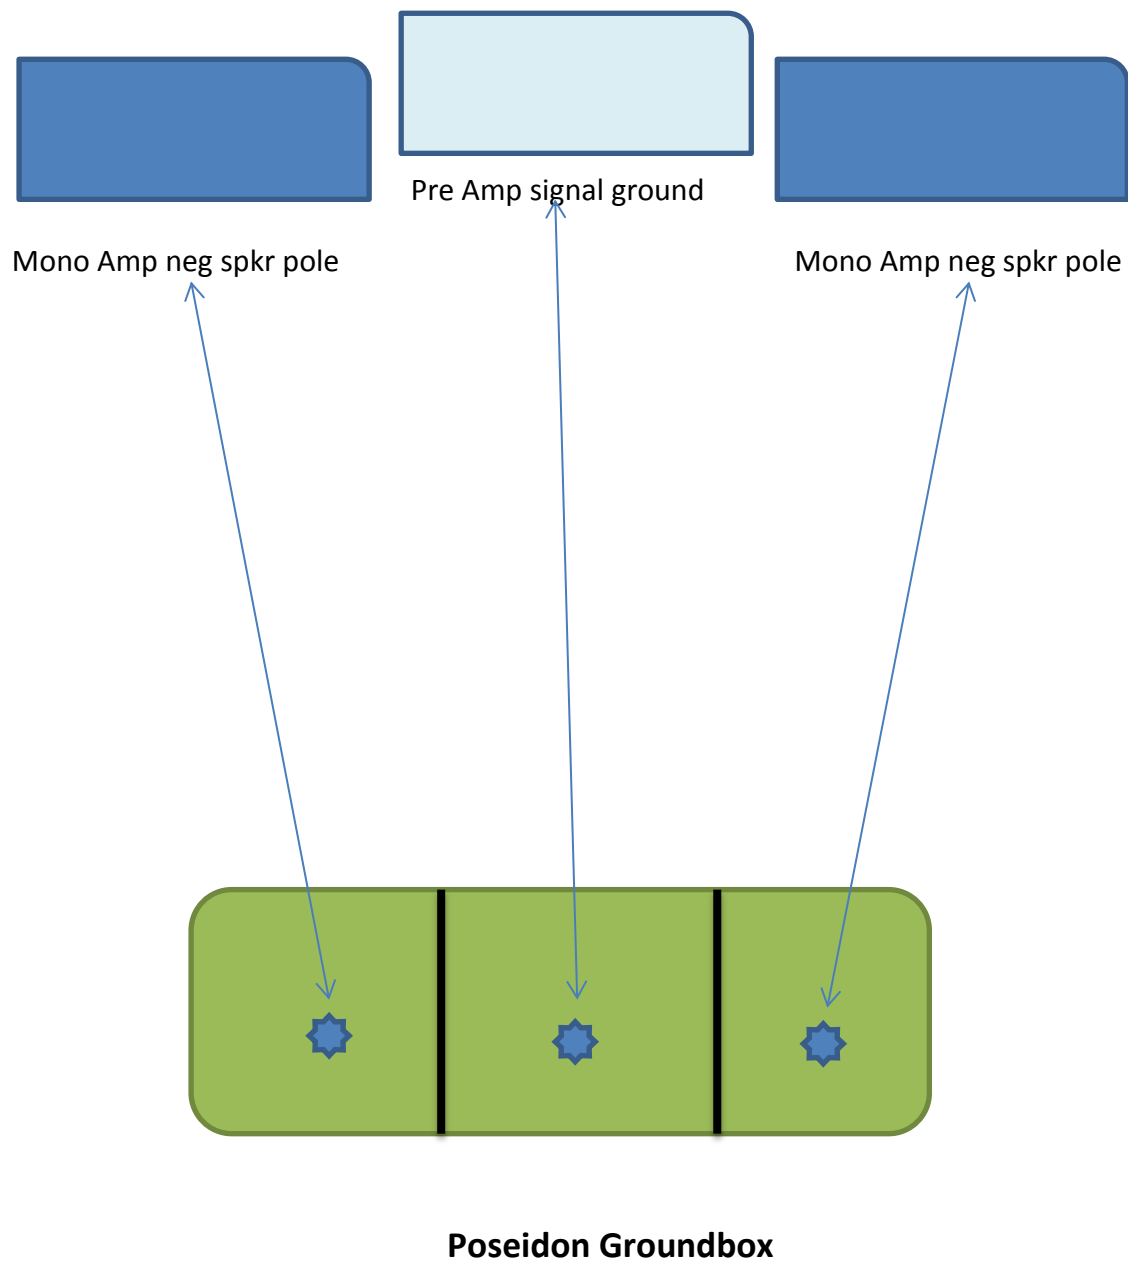 Pre Amp signal ground
Mono Amp neg spkr pole
Mono Amp neg spkr pole
Poseidon Groundbox